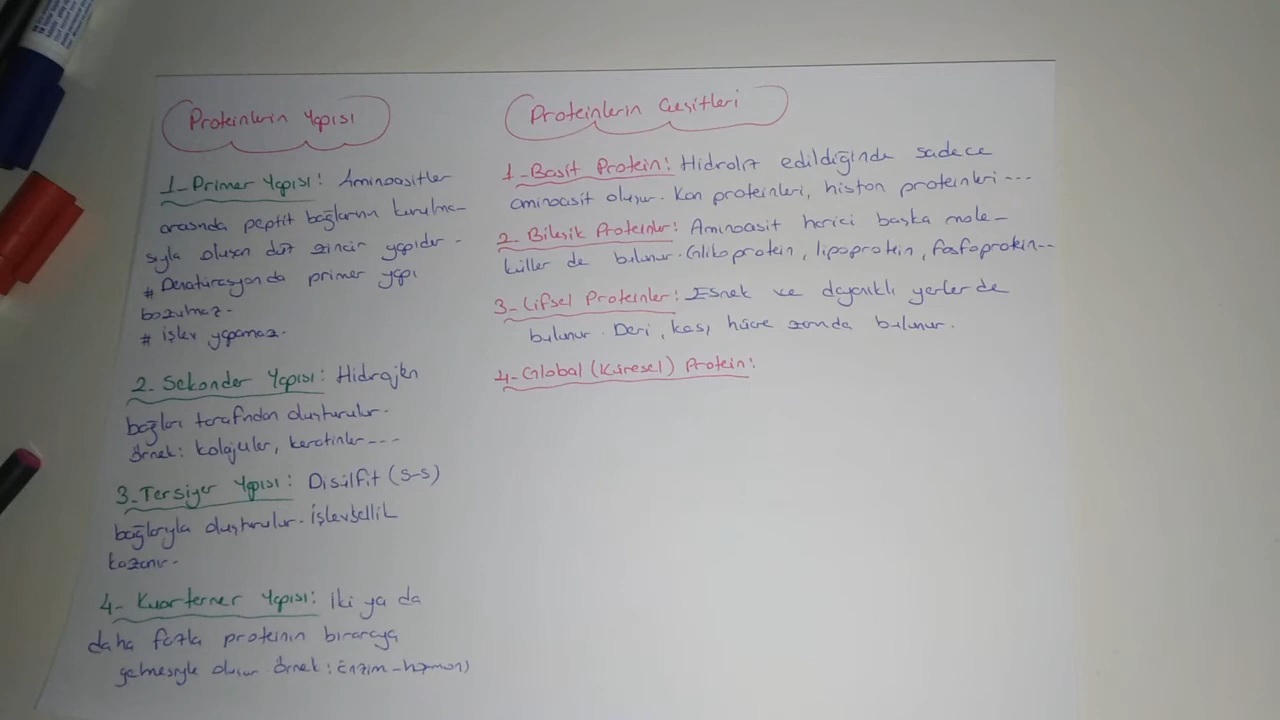 Proteinlerin Yapısı
1-Primer Yapısı: Aminoasitler
arasında peptit bağlarının kurulma-
sıyla oluşan düz zincir yapıdır.
# Denatürasyonda primer yapı
bozulmaz.
# işlev yapamaz.
2- Sekonder Yapısı: Hidrojen
bağları tarafından oluşturulur.
Örnek: kolajenler, keratinler---
3-Tersiyer Yapısı: Disülfit (s-s)
bağlarıyla oluşturulur. işlevsellik
kazanır.
4- Kuarterner Yapısı: iki ya da
daha fazla proteinin biraraya
gelmesiyle oluşur Örnek: Enzim-hormon)
Proteinlerin Çeşitleri
1-Basit Protein: Hidroliz edildiğinde sadece
aminoasit oluşur. Kan proteinleri, histon proteinleri---
2- Bileşik Proteinler: Aminoasit harici başka mole-
küller de bulunur. Glikoprotein, lipoprotein, fosfoprotein--
3-Lifsel Proteinler: Esnek ve dayanıklı yerlerde
bulunur. Deri, kas, hücre zarında bulunur.
4-Global (Küresel) Protein: